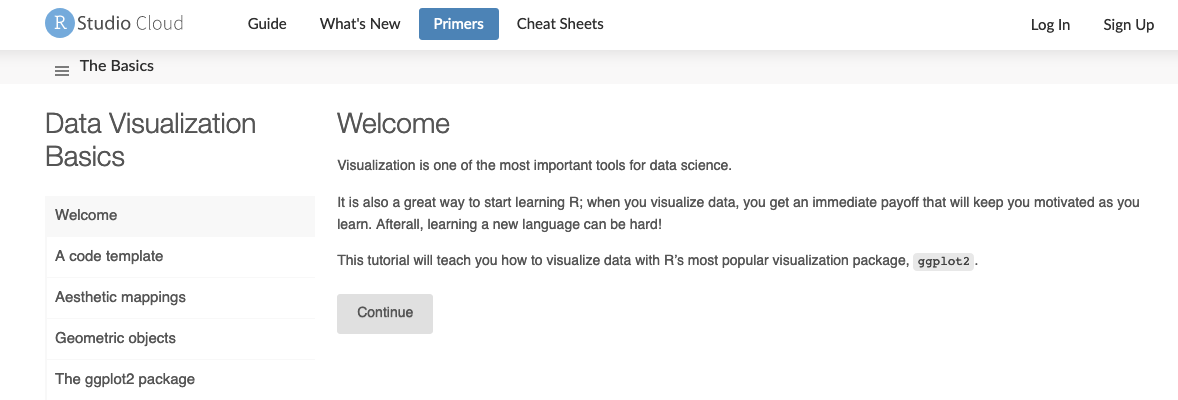 R Studio Cloud Guide What's New Primers Cheat Sheets Log In Sign Up
The Basics
Data Visualization
Basics
Welcome
A code template
Aesthetic mappings
Geometric objects
The ggplot2 package
Welcome
Visualization is one of the most important tools for data science.
It is also a great way to start learning R; when you visualize data, you get an immediate payoff that will keep you motivated as you
learn. Afterall, learning a new language can be hard!
This tutorial will teach you how to visualize data with R's most popular visualization package, ggplot2.
Continue